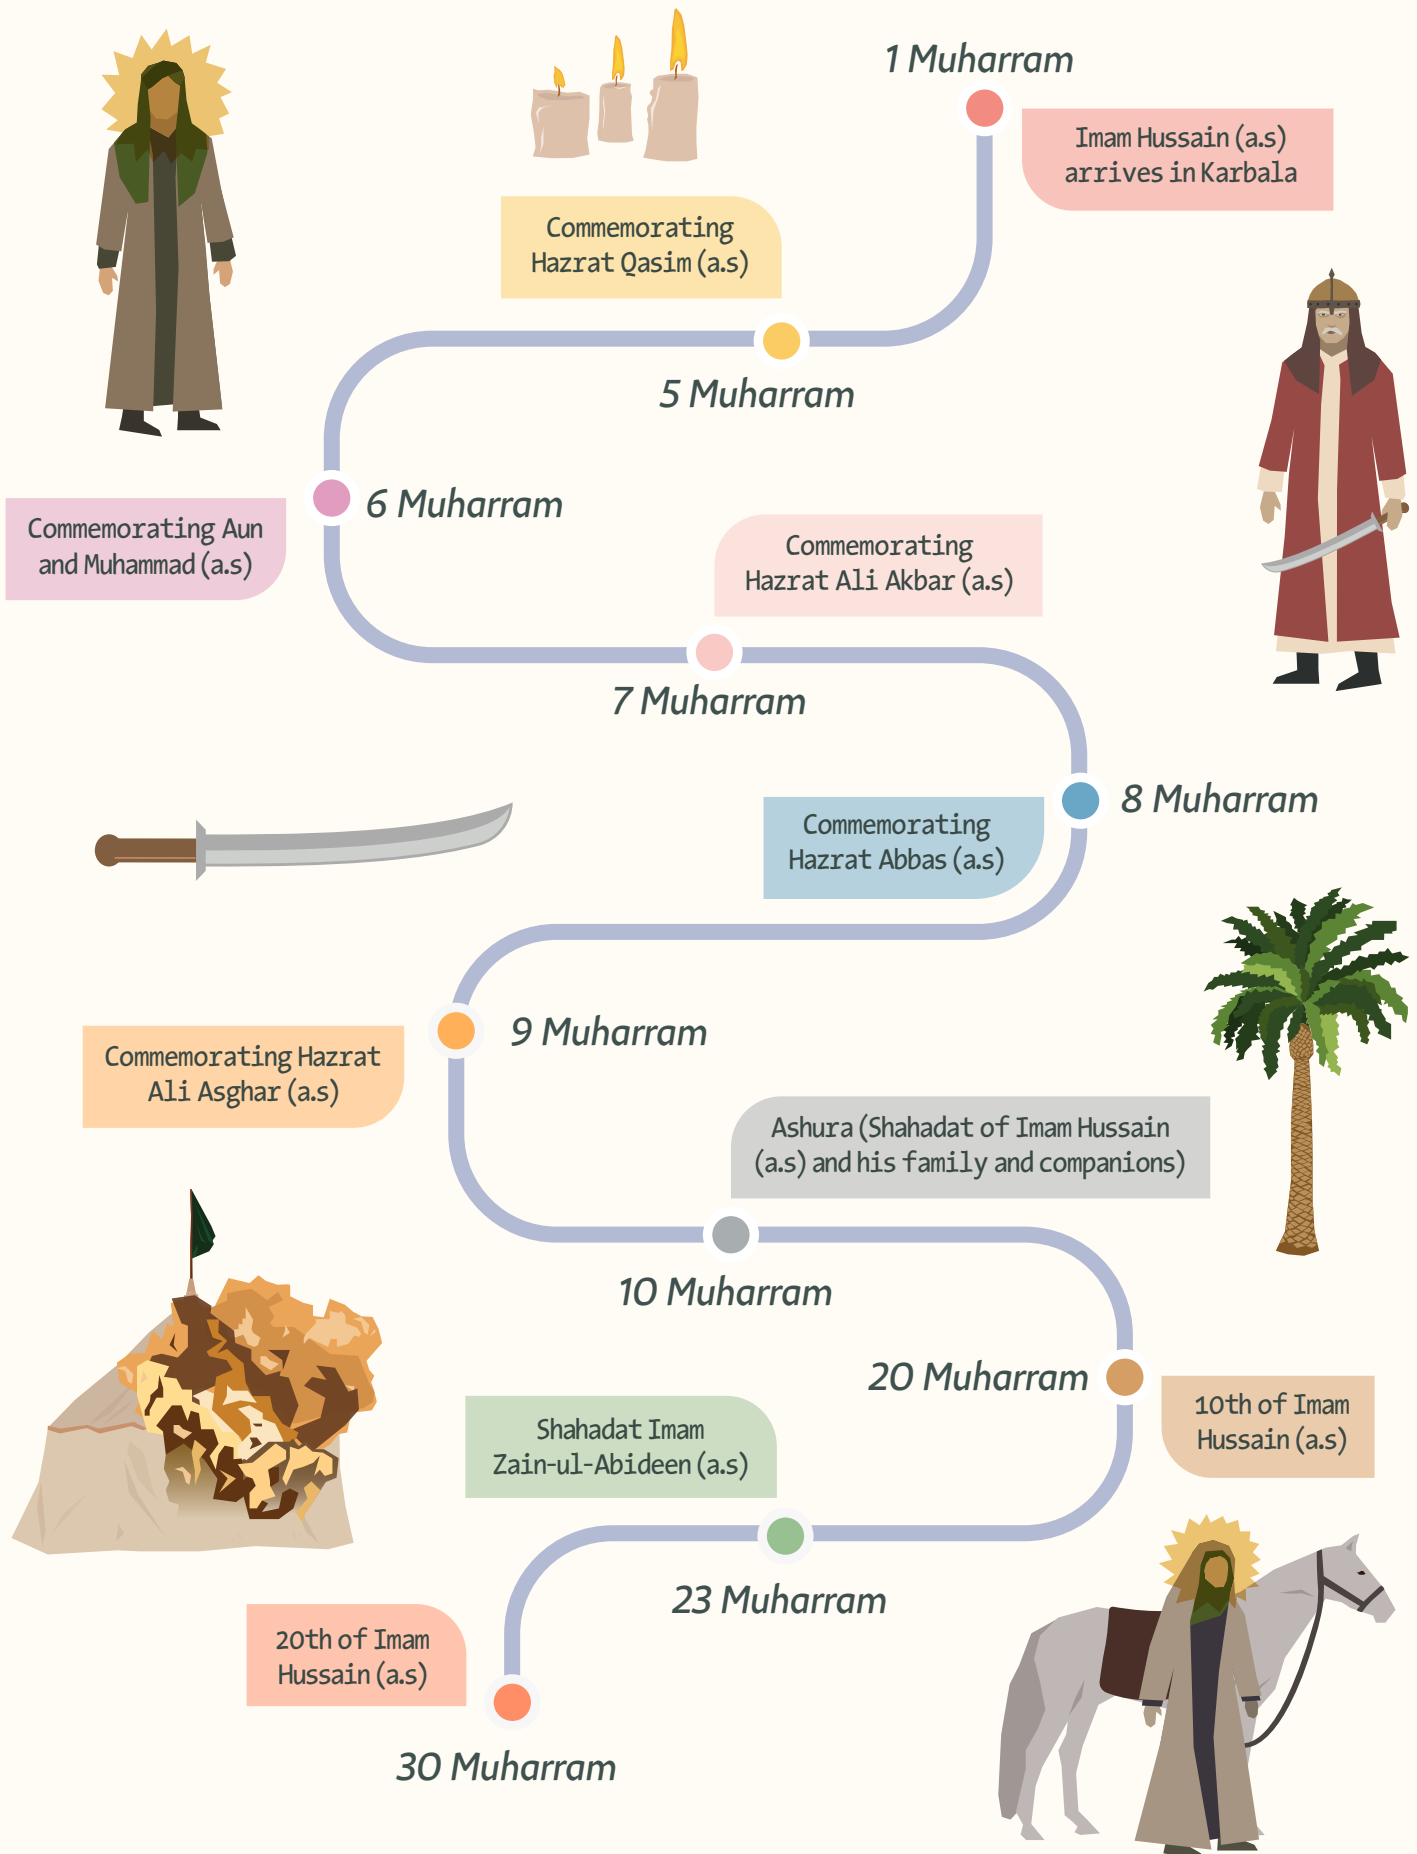 1 Muharram
Imam Hussain (a.s)
arrives in Karbala
Commemorating
Hazrat Qasim (a.s)
5 Muharram
6 Muharram
Commemorating Aun
and Muhammad (a.s)
Commemorating
Hazrat Ali Akbar (a.s)
7 Muharram
8 Muharram
Commemorating
Hazrat Abbas (a.s)
9 Muharram
Commemorating Hazrat
Ali Asghar (a.s)
Ashura (Shahadat of Imam Hussain
(a.s) and his family and companions)
10 Muharram
20 Muharram
10th of Imam
Hussain (a.s)
Shahadat Imam
Zain-ul-Abideen (a.s)
23 Muharram
20th of Imam
Hussain (a.s)
30 Muharram